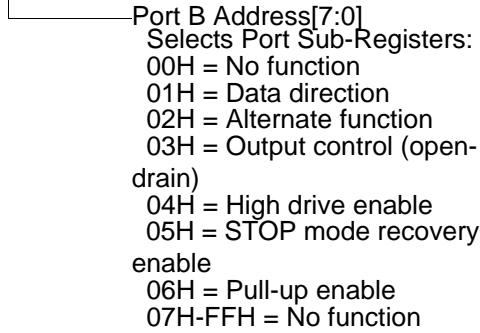 Port B Address[7:0]
Selects Port Sub-Registers:
00H = No function
01H = Data direction
02H = Alternate function
03H = Output control (open-
drain)
04H = High drive enable
05H = STOP mode recovery
enable
06H = Pull-up enable
07H-FFH = No function